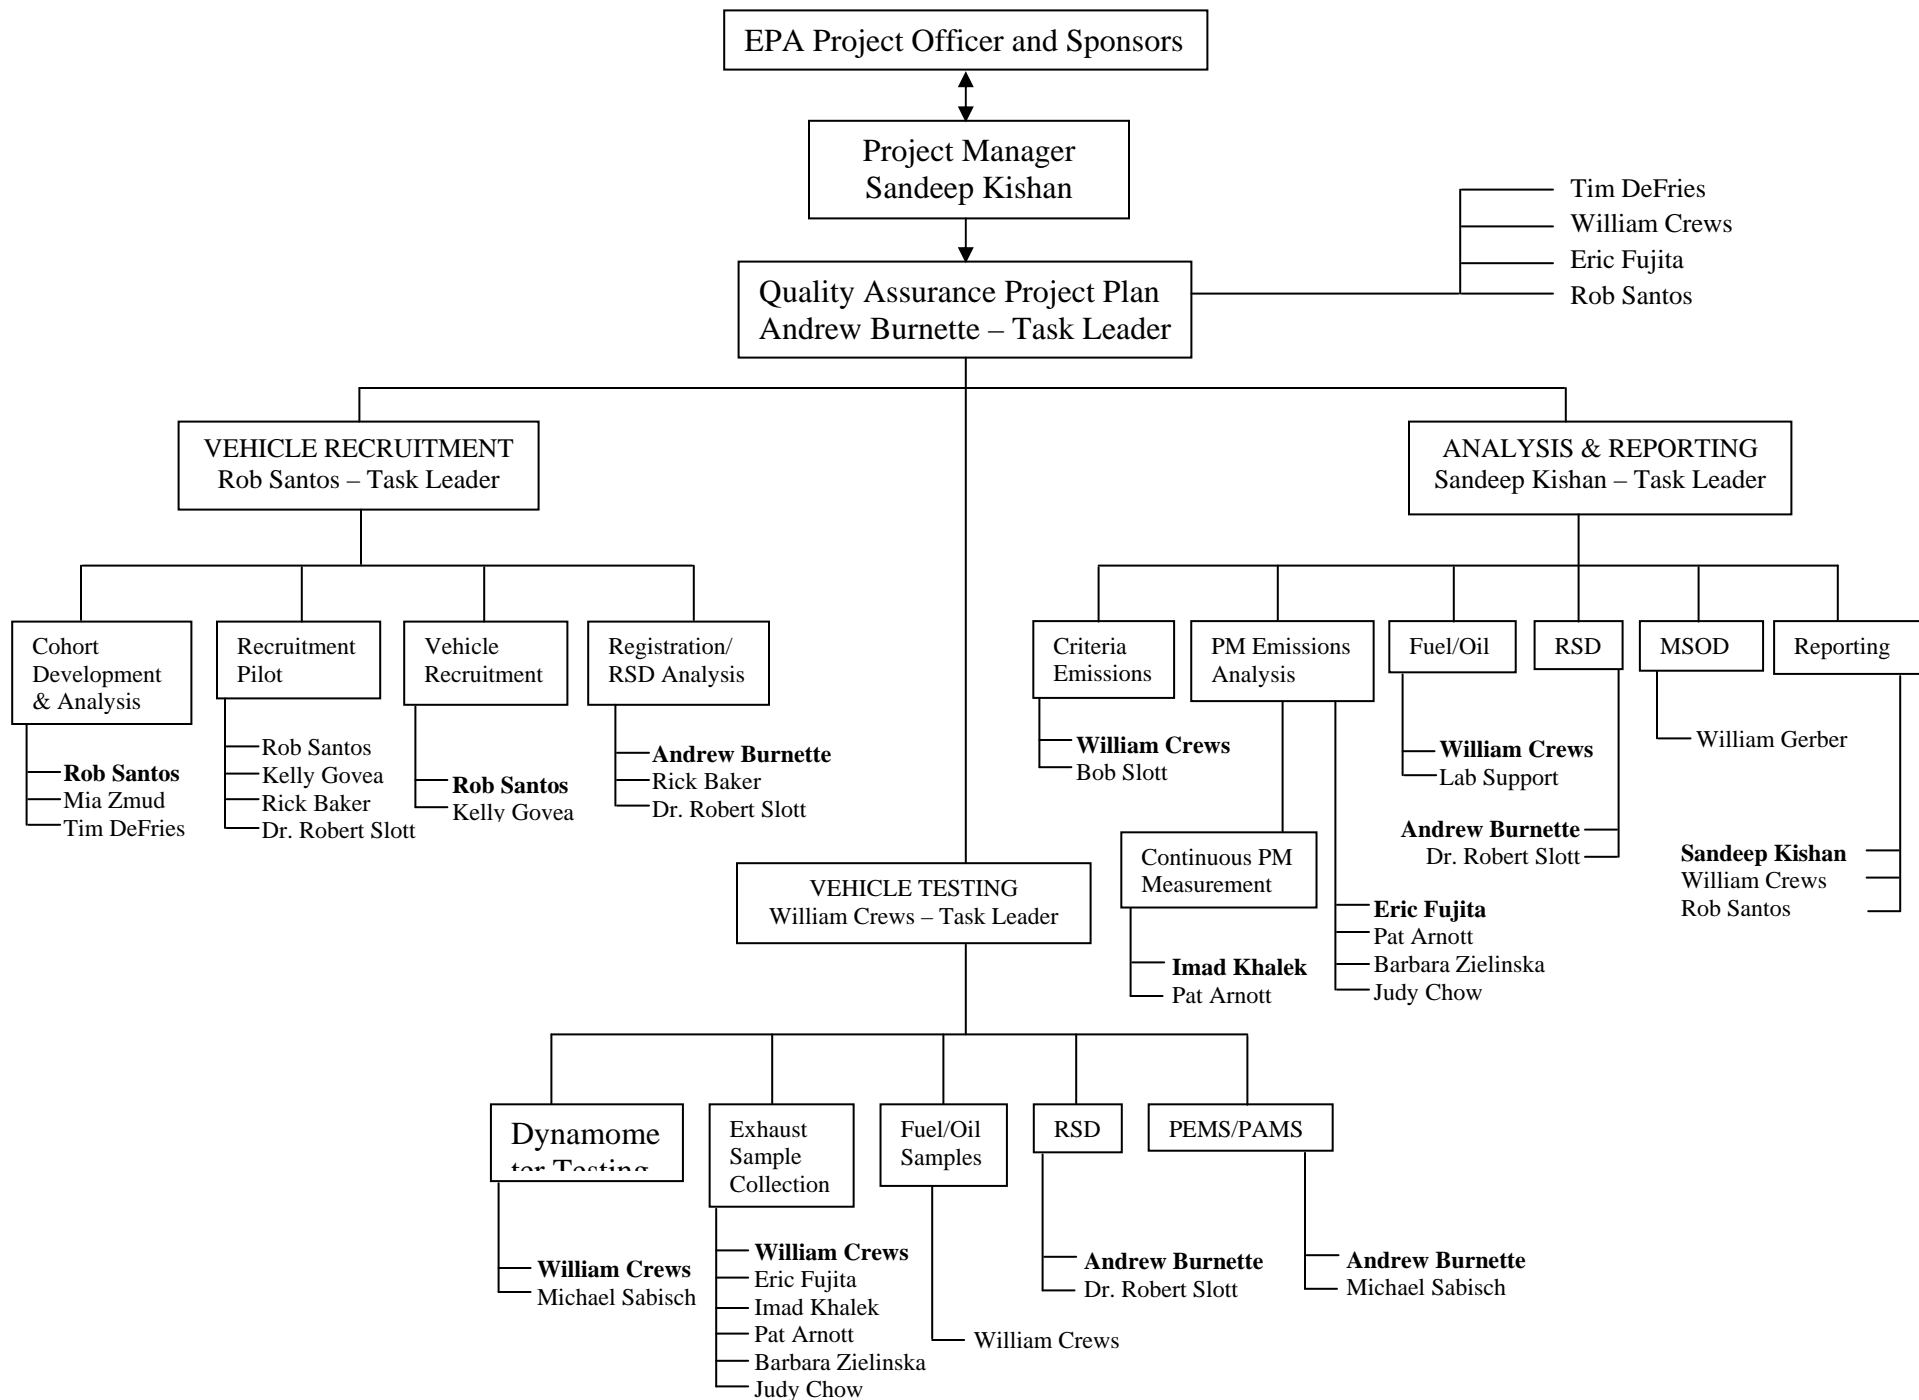 EPA Project Officer and Sponsors
Project Manager
Sandeep Kishan
Quality Assurance Project Plan
Andrew Burnette – Task Leader
Tim DeFries
William Crews
Eric Fujita
Rob Santos
VEHICLE RECRUITMENT
Rob Santos – Task Leader
Cohort
Development
& Analysis
Rob Santos
Mia Zmud
Tim DeFries
Recruitment
Pilot
Rob Santos
Kelly Govea
Rick Baker
Dr. Robert Slott
Vehicle
Recruitment
Rob Santos
Kelly Govea
Registration/
RSD Analysis
Andrew Burnette
Rick Baker
Dr. Robert Slott
ANALYSIS & REPORTING
Sandeep Kishan – Task Leader
Criteria
Emissions
William Crews
Bob Slott
PM Emissions
Analysis
Continuous PM
Measurement
Imad Khalek
Pat Arnott
Eric Fujita
Pat Arnott
Barbara Zielinska
Judy Chow
Fuel/Oil
William Crews
Lab Support
RSD
Andrew Burnette
Dr. Robert Slott
MSOD
William Gerber
Reporting
Sandeep Kishan
William Crews
Rob Santos
VEHICLE TESTING
William Crews – Task Leader
Dynamome
ter Testing
William Crews
Michael Sabisch
Exhaust
Sample
Collection
William Crews
Eric Fujita
Imad Khalek
Pat Arnott
Barbara Zielinska
Judy Chow
Fuel/Oil
Samples
William Crews
RSD
Andrew Burnette
Dr. Robert Slott
PEMS/PAMS
Andrew Burnette
Michael Sabisch